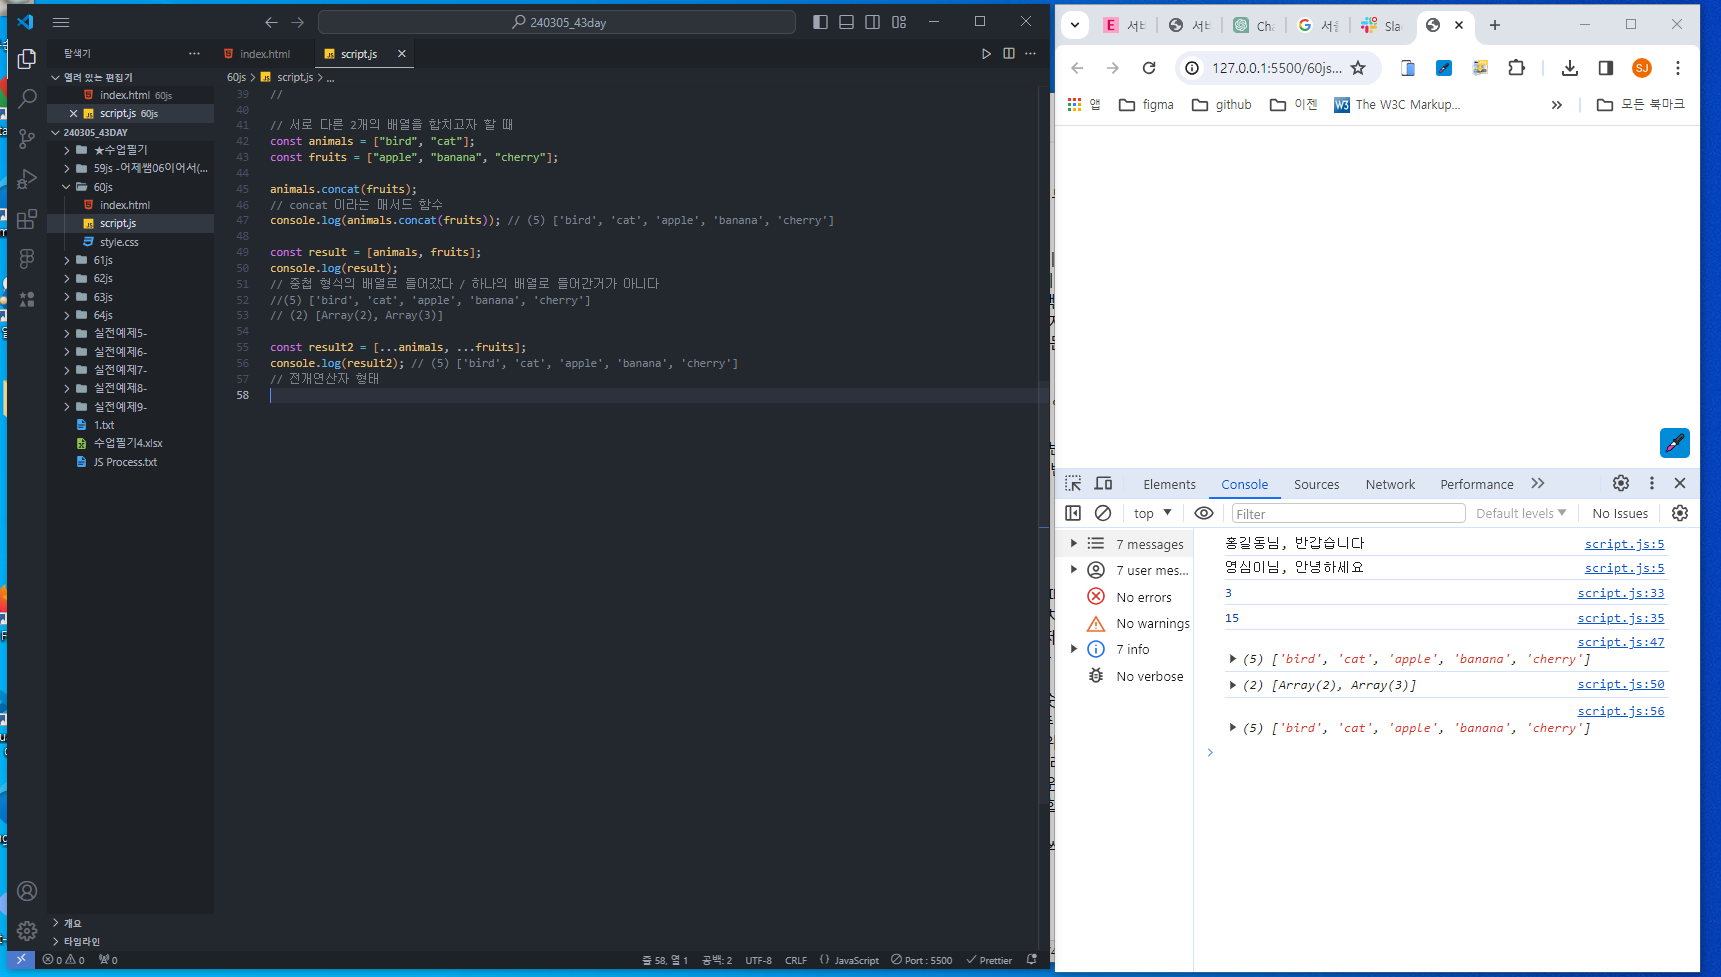 240305_43day
탐색기
index.html
script.js
열려 있는 편집기
index.html 60js
script.js 60js
240305_43DAY
★수업필기
59js -어제쌤06이어서(...
60js
index.html
script.js
style.css
61js
62js
63js
64js
실전예제5-
실전예제6-
실전예제7-
실전예제8-
실전예제9-
1.txt
수업필기4.xlsx
JS Process.txt
개요
타임라인
60js > script.js > ...
39 //
40
41 // 서로 다른 2개의 배열을 합치고자 할 때
42 const animals = ["bird", "cat"];
43 const fruits = ["apple", "banana", "cherry"];
44
45 animals.concat(fruits);
46 // concat 이라는 매서드 함수
47 console.log(animals.concat(fruits)); // (5) ['bird', 'cat', 'apple', 'banana', 'cherry']
48
49 const result = [animals, fruits];
50 console.log(result);
51 // 중첩 형식의 배열로 들어갔다 / 하나의 배열로 들어간거가 아니다
52 //(5) ['bird', 'cat', 'apple', 'banana', 'cherry']
53 // (2) [Array(2), Array(3)]
54
55 const result2 = [...animals, ...fruits];
56 console.log(result2); // (5) ['bird', 'cat', 'apple', 'banana', 'cherry']
57 // 전개연산자 형태
58
0 0 0
줄 58, 열 1 공백: 2 UTF-8 CRLF {} JavaScript Port : 5500 Prettier
E 서비 서비 Cha 서울 Sla
127.0.0.1:5500/60js... SJ
앱 figma github 이젠 W3 The W3C Markup... » 모든 북마크
Elements Console Sources Network Performance
top Filter Default levels No Issues
7 messages
7 user mes...
No errors
No warnings
7 info
No verbose
홍길동님, 반갑습니다 script.js:5
영심이님, 안녕하세요 script.js:5
3 script.js:33
15 script.js:35
script.js:47
(5) ['bird', 'cat', 'apple', 'banana', 'cherry']
(2) [Array(2), Array(3)] script.js:50
script.js:56
(5) ['bird', 'cat', 'apple', 'banana', 'cherry']